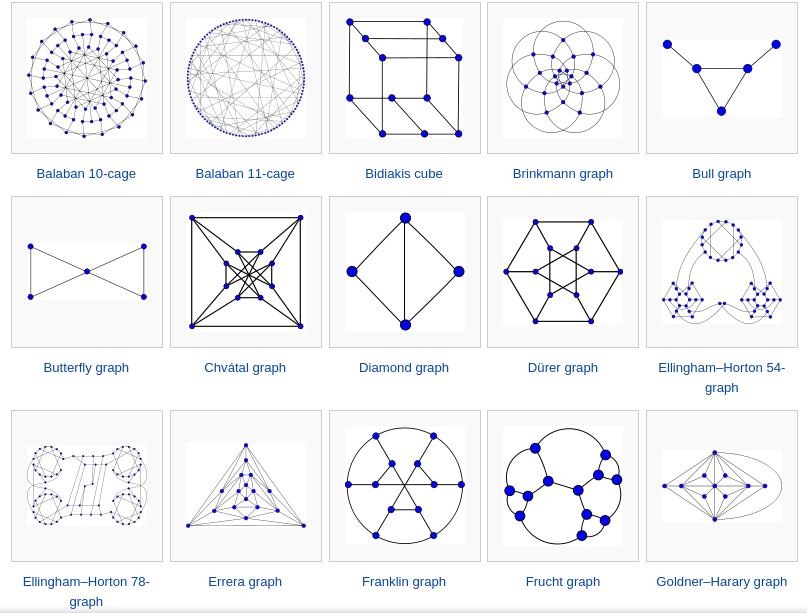 Balaban 10-cage
Balaban 11-cage
Bidiakis cube
Brinkmann graph
Bull graph
Butterfly graph
Chvátal graph
Diamond graph
Dürer graph
Ellingham–Horton 54-
graph
Ellingham–Horton 78-
graph
Errera graph
Franklin graph
Frucht graph
Goldner–Harary graph